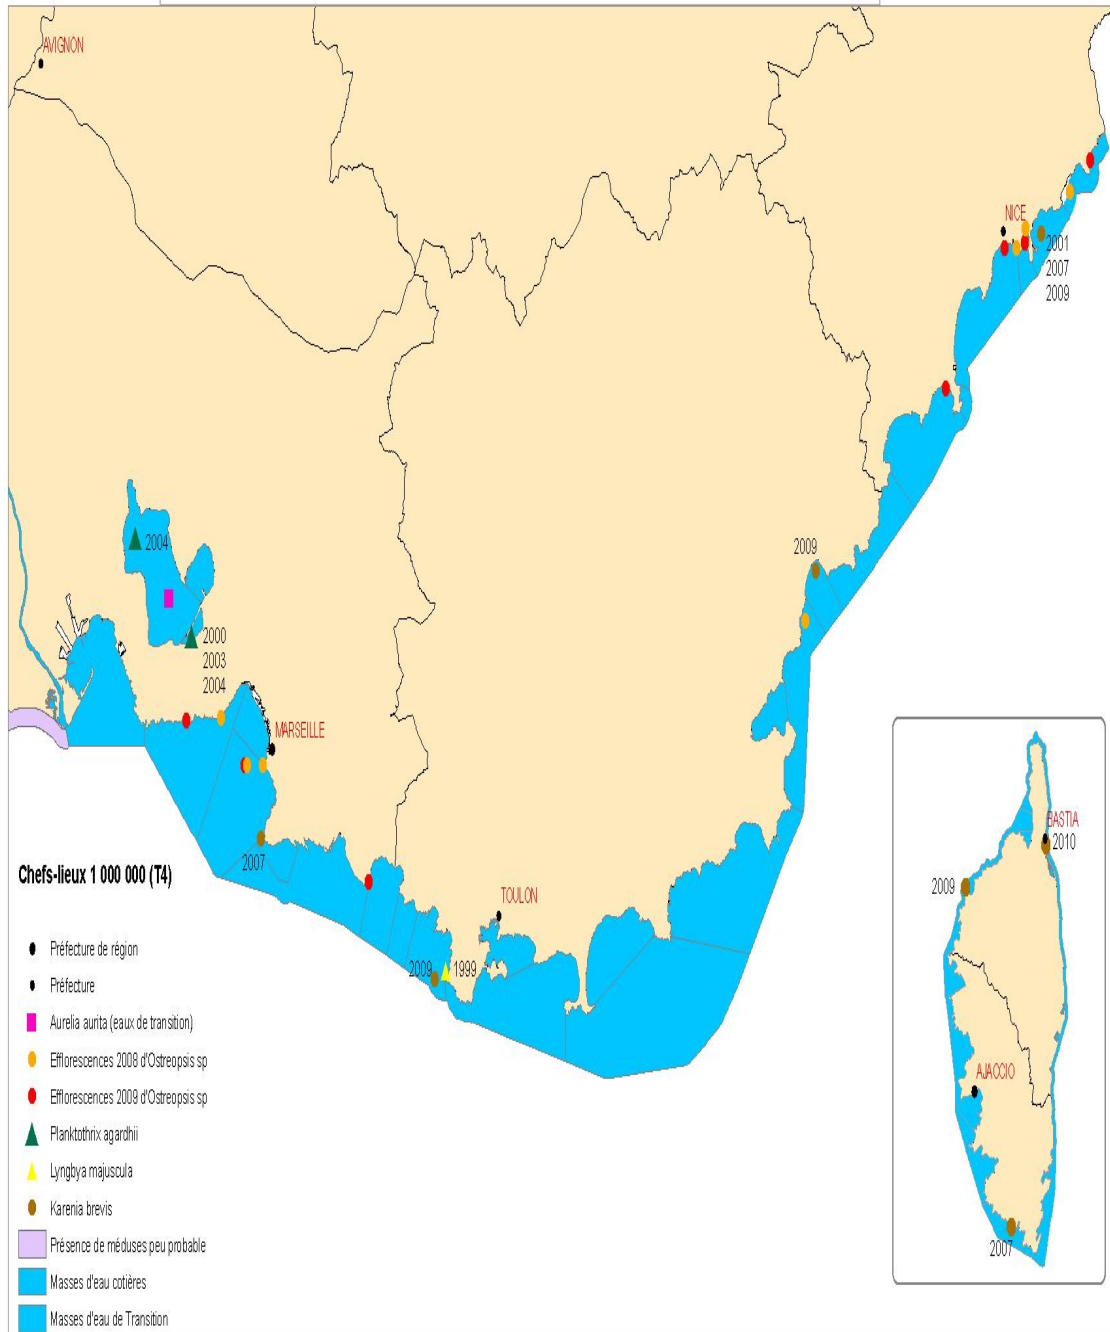 AVIGNON
NICE
2001
2007
2009
2009
2004
2000
2003
2004
MARSEILLE
2007
TOULON
2009
1999
BASTIA
2010
2009
AJACCIO
2007
Chefs-lieux 1 000 000 (T4)
Préfecture de région
Préfecture
Aurelia aurita (eaux de transition)
Efflorescences 2008 d'Ostreopsis sp
Efflorescences 2009 d'Ostreopsis sp
Planktothrix agardhii
Lyngbya majuscula
Karenia brevis
Présence de méduses peu probable
Masses d'eau cotières
Masses d'eau de Transition